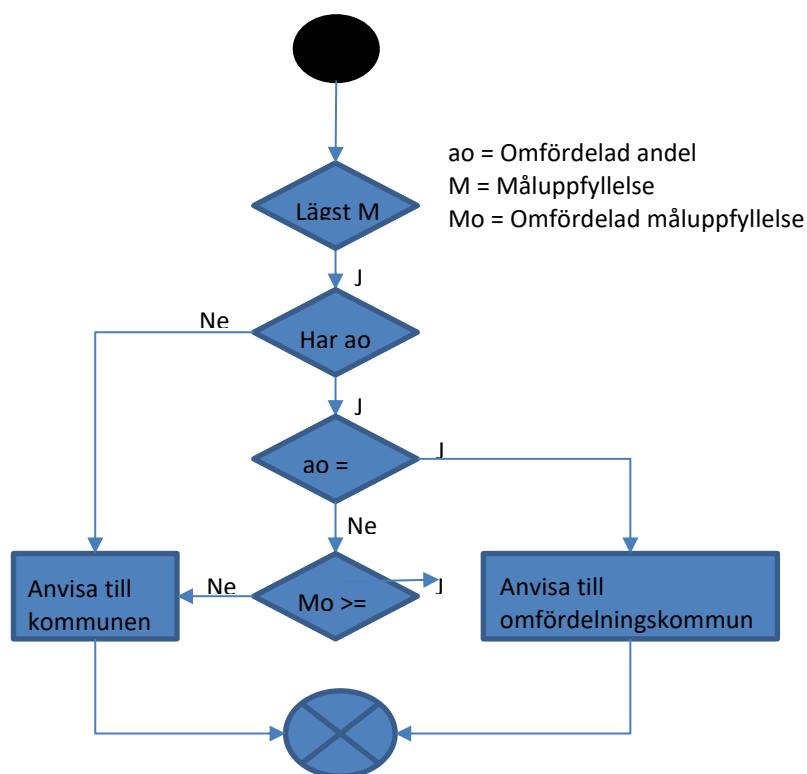 ao = Omfördelad andel
M = Måluppfyllelse
Mo = Omfördelad måluppfyllelse
Lägst M
J
Ne
Har ao
J
ao =
J
Ne
Anvisa till
kommunen
Ne
Mo >=
J
Anvisa till
omfördelningskommun